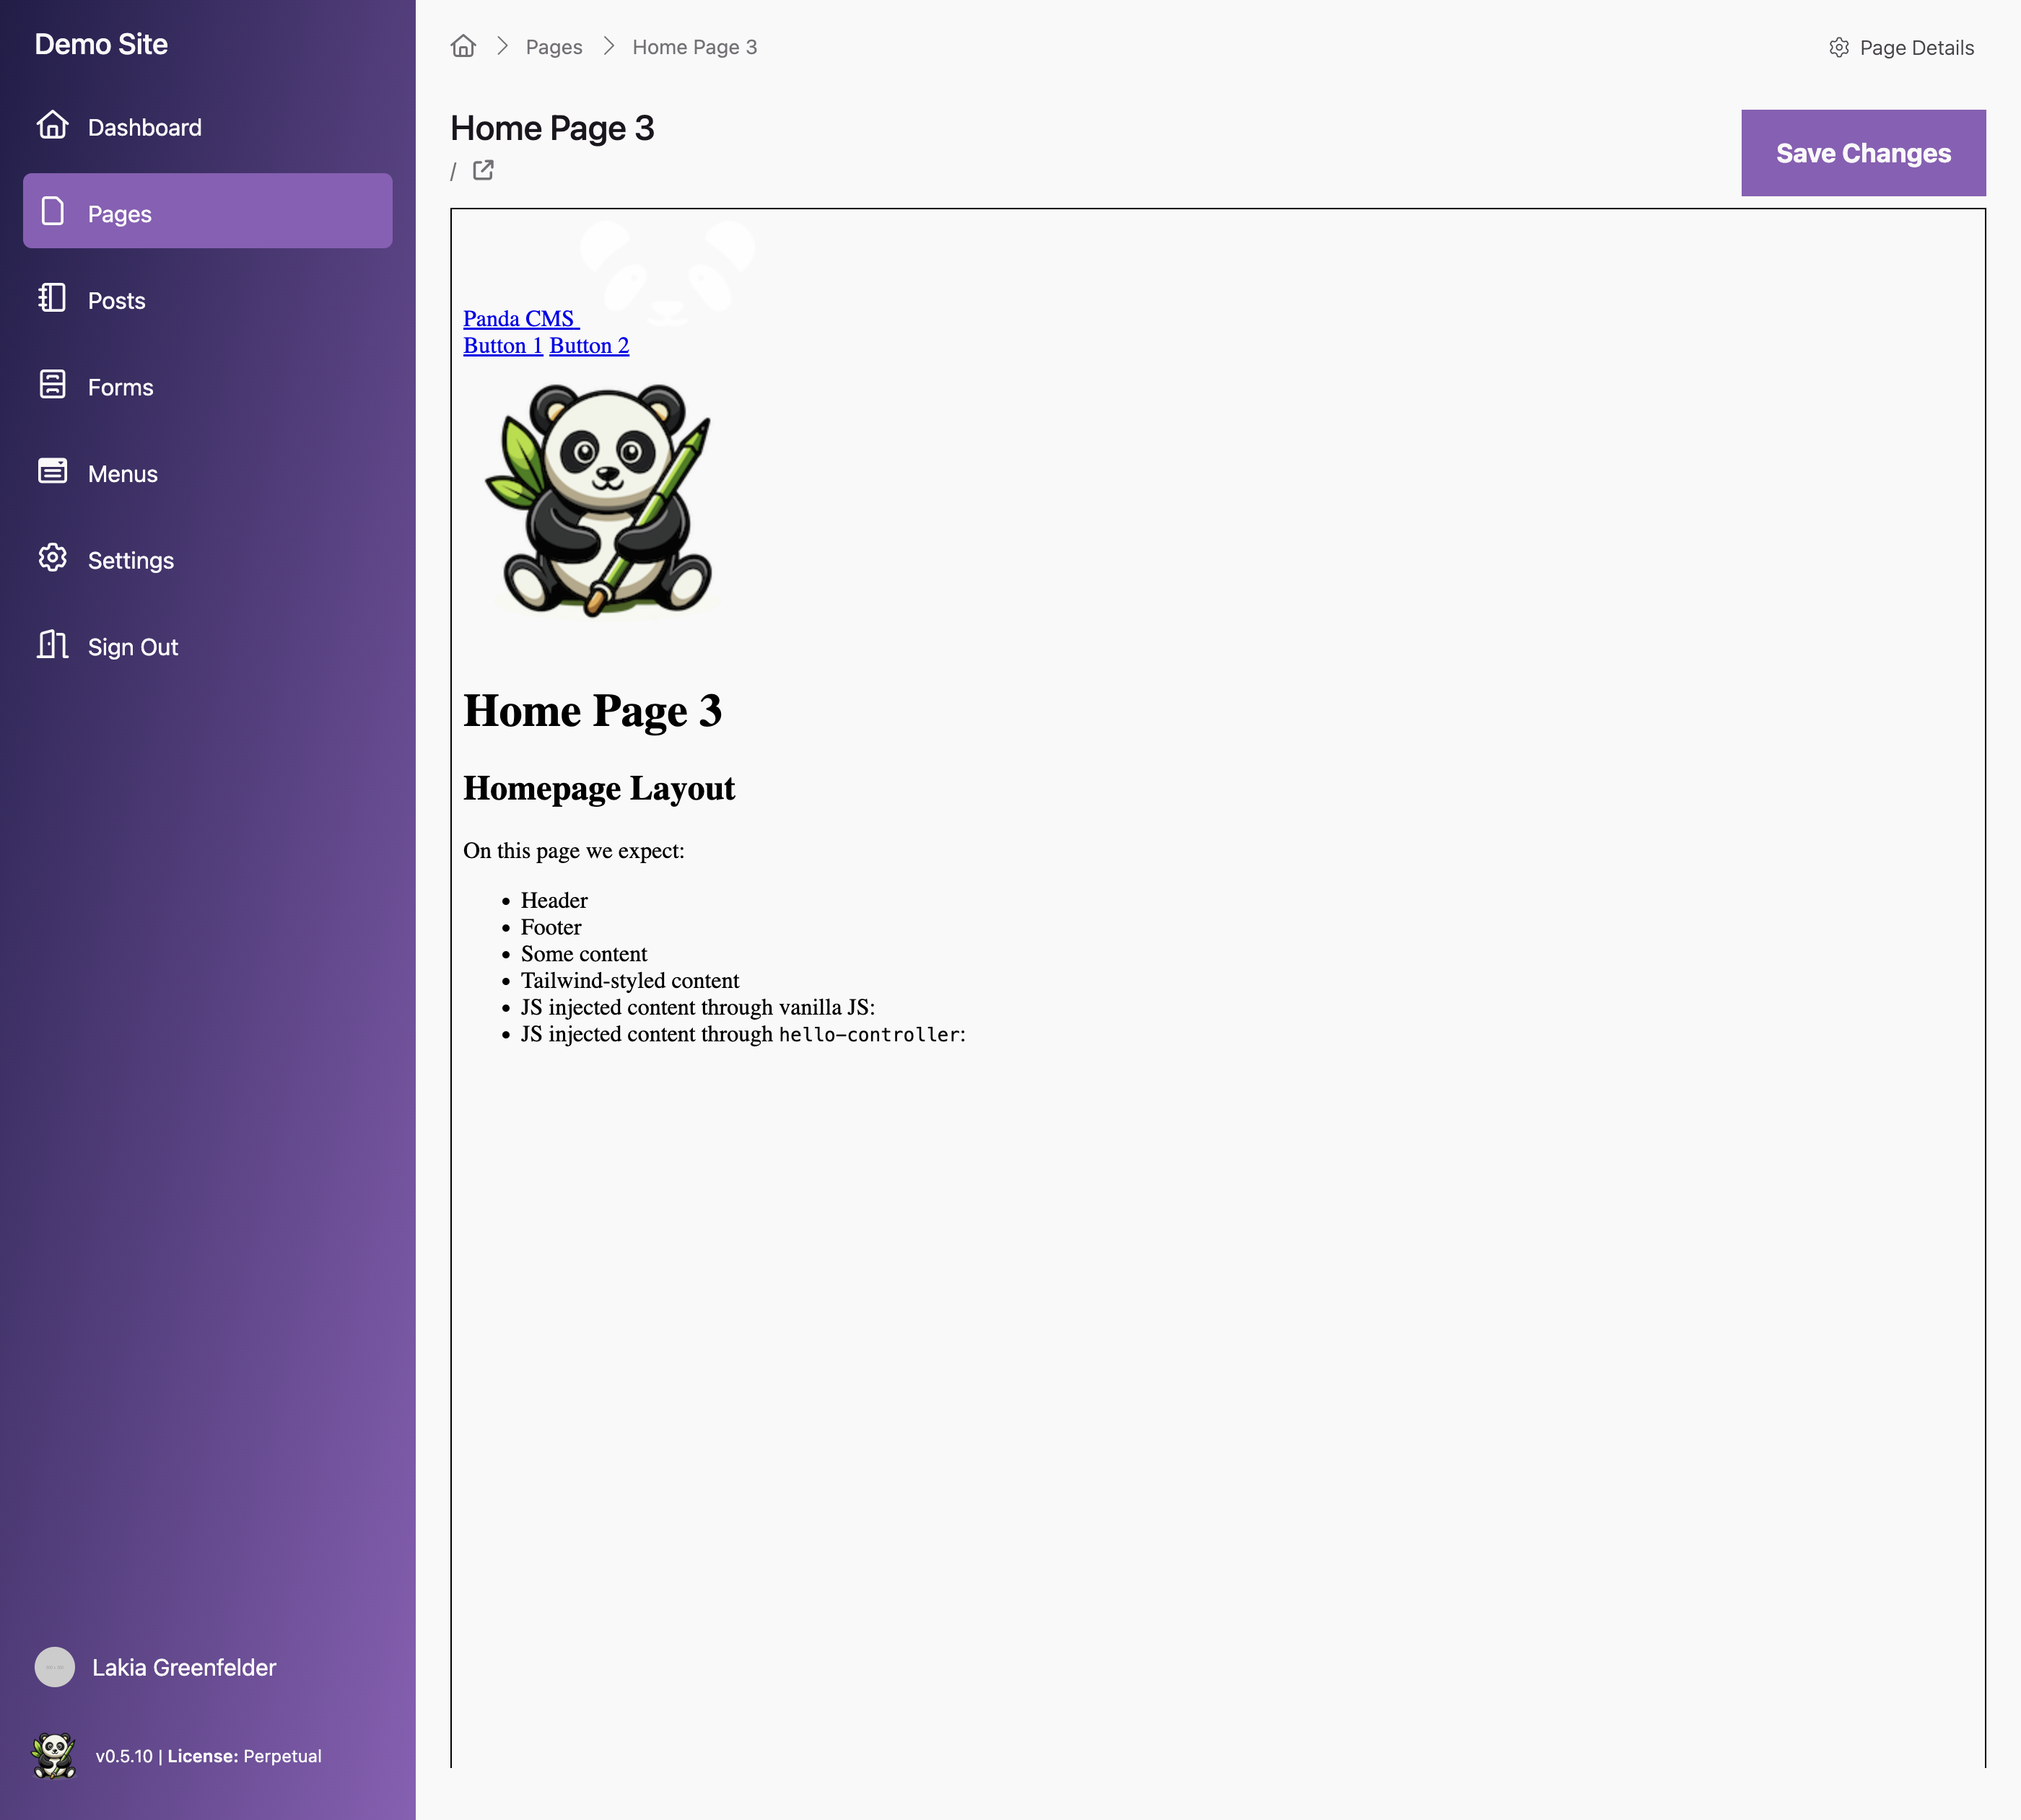 Demo Site
Dashboard
Pages
Posts
Forms
Menus
Settings
Sign Out
Lakia Greenfelder
v0.5.10 | License: Perpetual
Pages
Home Page 3
Page Details
Home Page 3
/
Save Changes
Panda CMS
Button 1 Button 2
Home Page 3
Homepage Layout
On this page we expect:
• Header
• Footer
• Some content
• Tailwind-styled content
• JS injected content through vanilla JS:
• JS injected content through hello-controller: